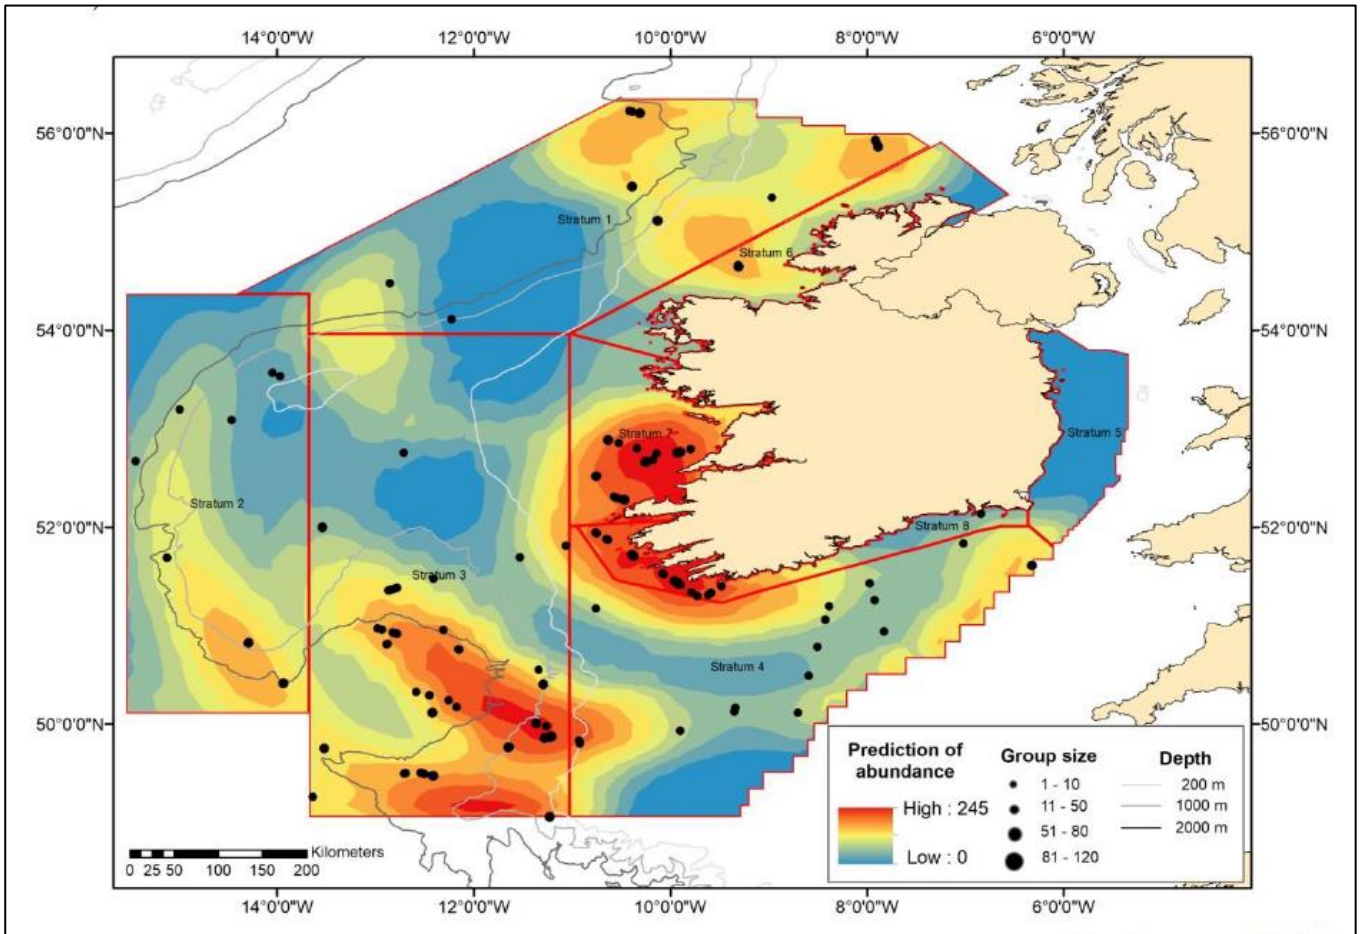 14°0'0"W 12°0'0"W 10°0'0"W 8°0'0"W 6°0'0"W
56°0'0"N 56°0'0"N
Stratum 1
Stratum 6
54°0'0"N 54°0'0"N
Stratum 7
Stratum 5
Stratum 2
52°0'0"N Stratum 8 52°0'0"N
Stratum 3
Stratum 4
50°0'0"N 50°0'0"N
Prediction of
abundance
High : 245
Low : 0
Group size
1 - 10
11 - 50
51 - 80
81 - 120
Depth
200 m
1000 m
2000 m
Kilometers
0 25 50 100 150 200
14°0'0"W 12°0'0"W 10°0'0"W 8°0'0"W 6°0'0"W